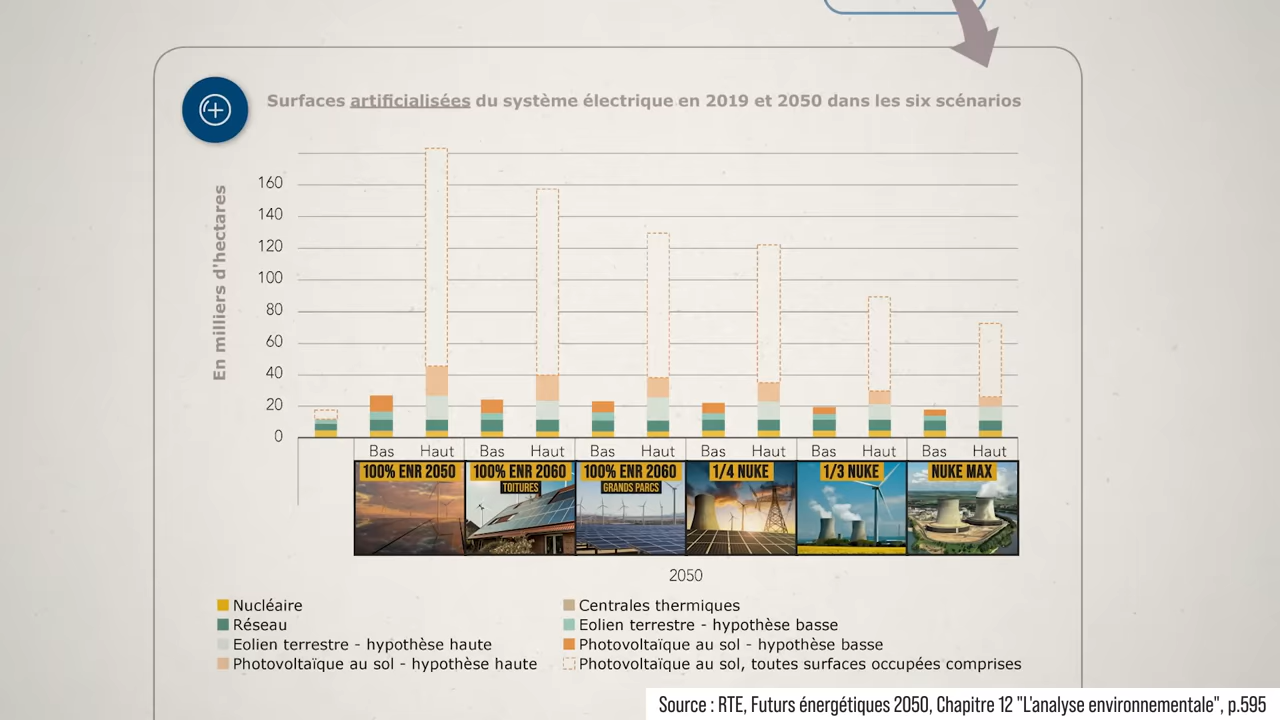 Surfaces artificialisées du système électrique en 2019 et 2050 dans les six scénarios
En milliers d'hectares
160
140
120
100
80
60
40
20
0
Bas Haut Bas Haut Bas Haut Bas Haut Bas Haut Bas Haut
100% ENR 2050
100% ENR 2060
TOITURES
100% ENR 2060
GRANDS PARCS
1/4 NUKE
1/3 NUKE
NUKE MAX
2050
Nucléaire
Réseau
Eolien terrestre - hypothèse haute
Photovoltaïque au sol - hypothèse haute
Centrales thermiques
Eolien terrestre - hypothèse basse
Photovoltaïque au sol - hypothèse basse
Photovoltaïque au sol, toutes surfaces occupées comprises
Source : RTE, Futurs énergétiques 2050, Chapitre 12 "L'analyse environnementale", p.595